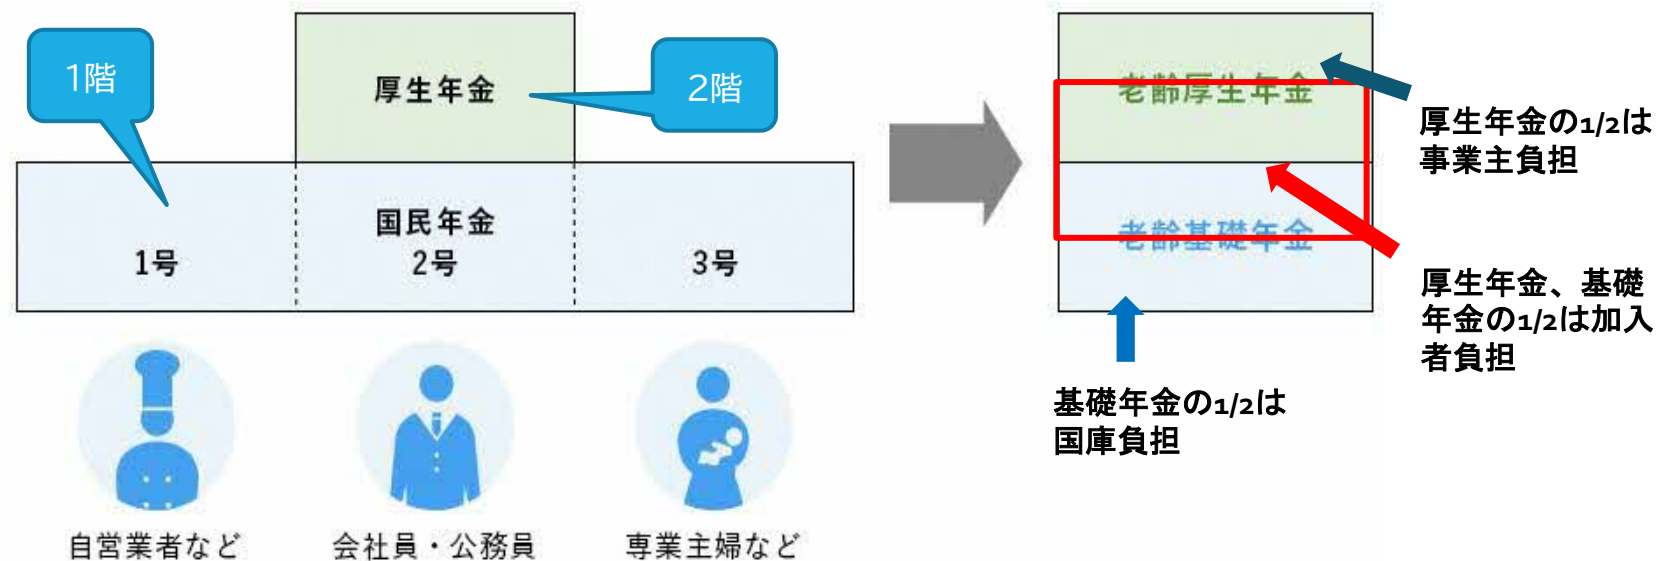 1階
厚生年金
2階
国民年金
1号
2号
3号
自営業者など
会社員・公務員
専業主婦など
老齢厚生年金
老齢基礎年金
厚生年金の1/2は
事業主負担
厚生年金、基礎
年金の1/2は加入
者負担
基礎年金の1/2は
国庫負担